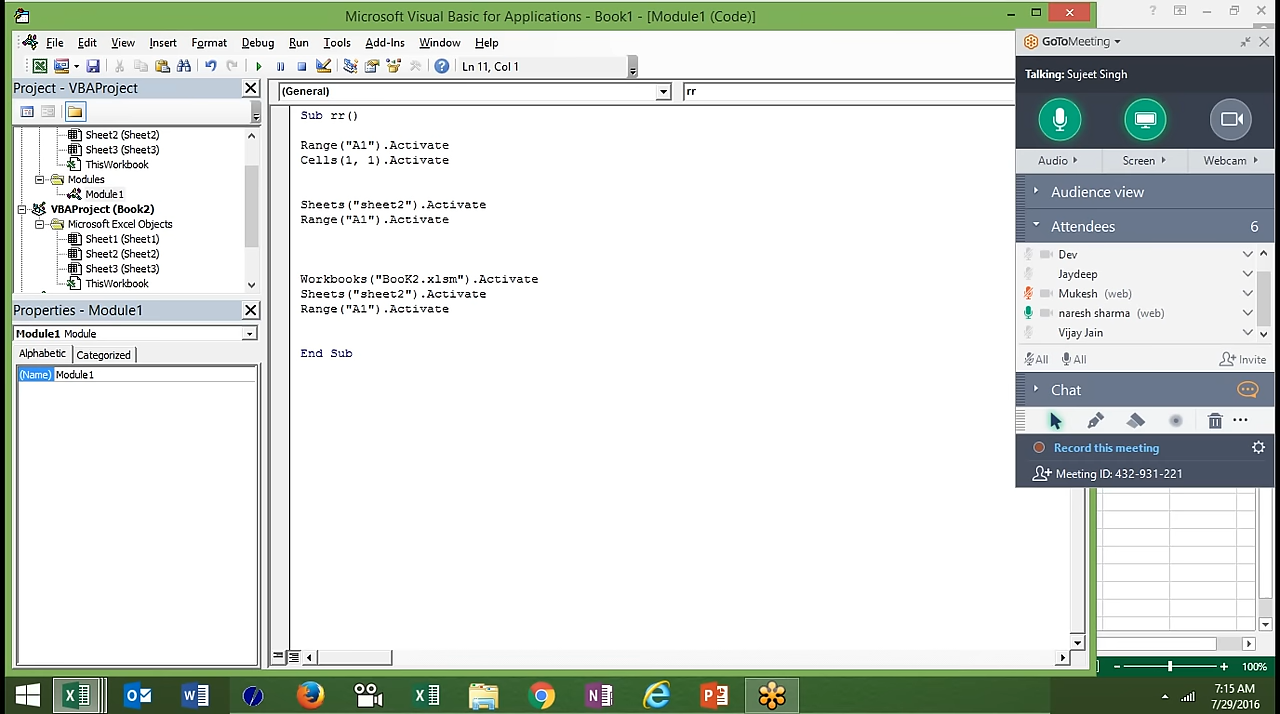 Microsoft Visual Basic for Applications - Book1 - [Module1 (Code)]
File Edit View Insert Format Debug Run Tools Add-Ins Window Help
Ln 11, Col 1
Project - VBAProject
Sheet2 (Sheet2)
Sheet3 (Sheet3)
ThisWorkbook
Modules
Module1
VBAProject (Book2)
Microsoft Excel Objects
Sheet1 (Sheet1)
Sheet2 (Sheet2)
Sheet3 (Sheet3)
ThisWorkbook
Properties - Module1
Module1 Module
Alphabetic Categorized
(Name) Module1
(General) rr
Sub rr()
Range("A1").Activate
Cells(1, 1).Activate
Sheets("sheet2").Activate
Range("A1").Activate
Workbooks("BooK2.xlsm").Activate
Sheets("sheet2").Activate
Range("A1").Activate
End Sub
GoToMeeting
Talking: Sujeet Singh
Audio Screen Webcam
Audience view
Attendees 6
Dev
Jaydeep
Mukesh (web)
naresh sharma (web)
Vijay Jain
All All Invite
Chat
Record this meeting
Meeting ID: 432-931-221
100%
7:15 AM
7/29/2016